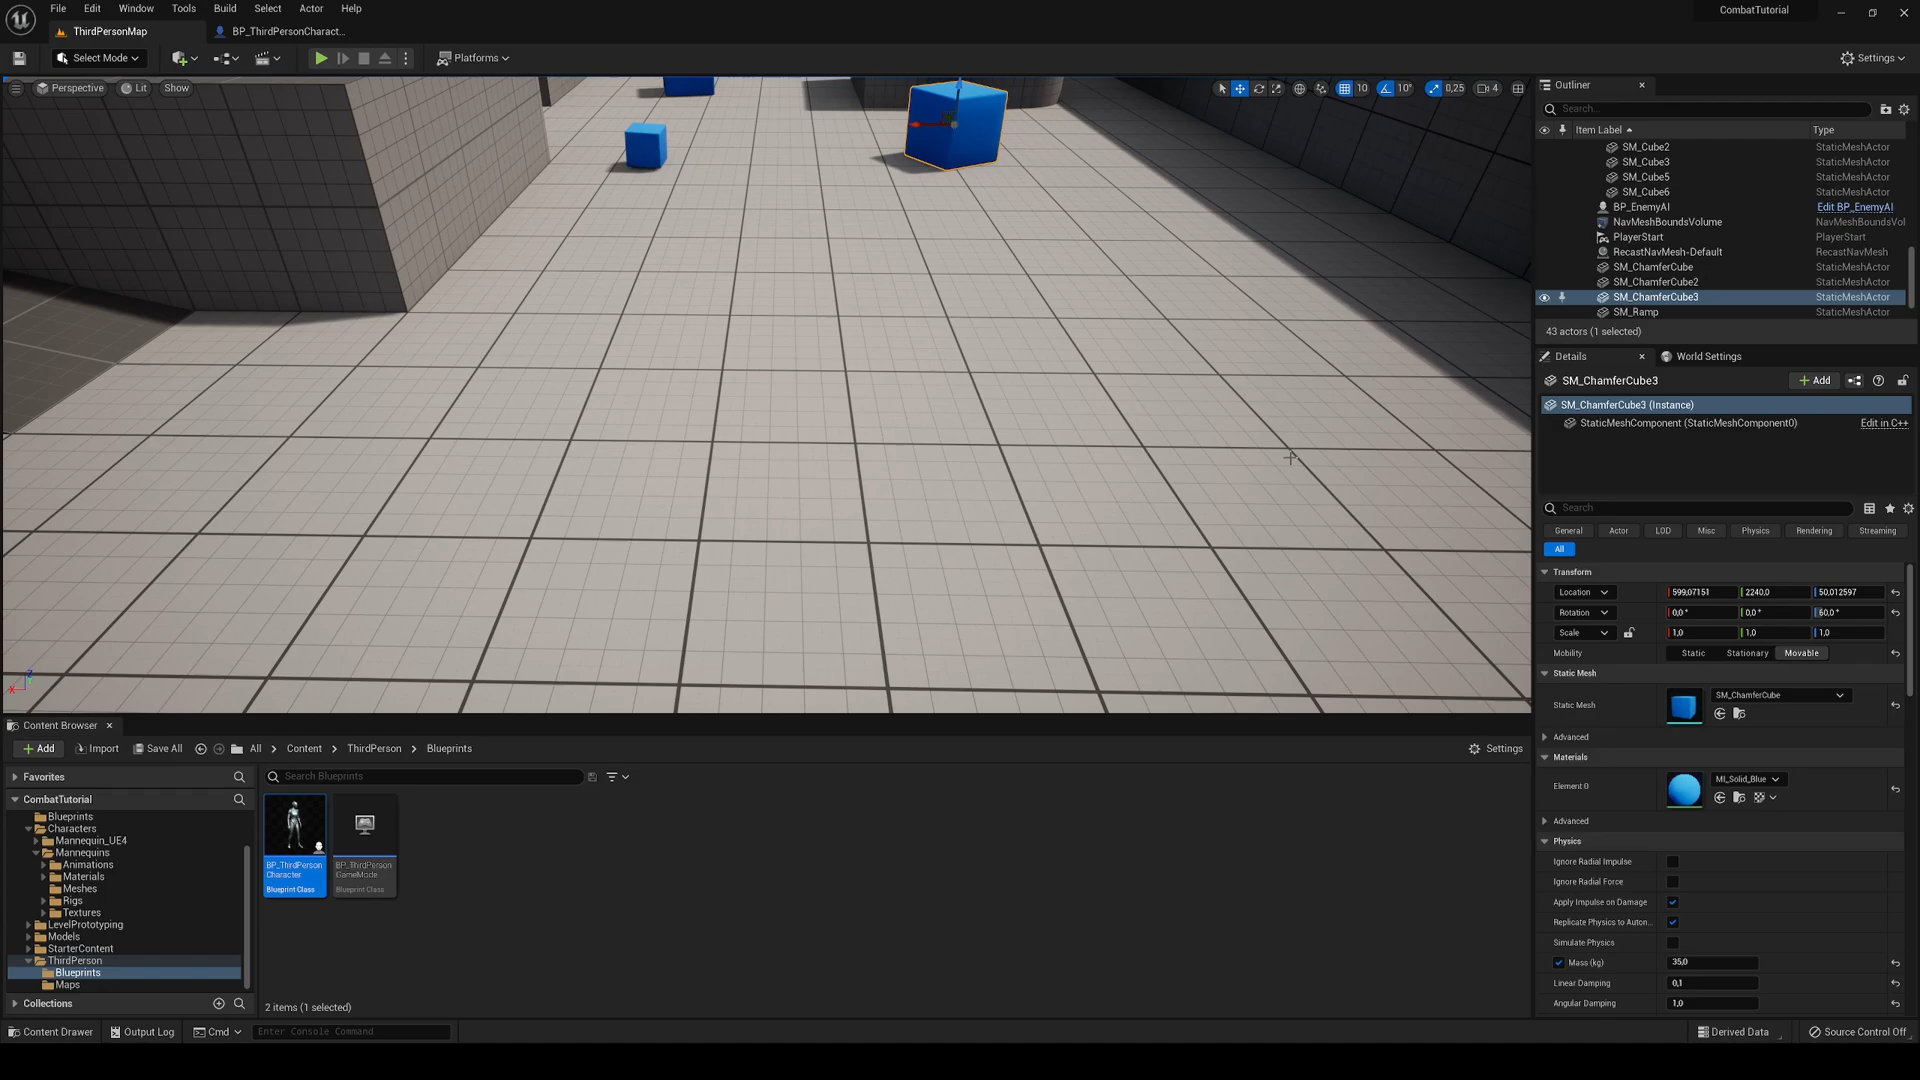 File Edit Window Tools Build Select Actor Help
CombatTutorial
ThirdPersonMap
BP_ThirdPersonCharact...
Select Mode
Platforms
Settings
Perspective
Lit
Show
10
10°
0,25
4
Outliner
Search...
Item Label
Type
SM_Cube2 StaticMeshActor
SM_Cube3 StaticMeshActor
SM_Cube5 StaticMeshActor
SM_Cube6 StaticMeshActor
BP_EnemyAI Edit BP_EnemyAI
NavMeshBoundsVolume NavMeshBoundsVol
PlayerStart PlayerStart
RecastNavMesh-Default RecastNavMesh
SM_ChamferCube StaticMeshActor
SM_ChamferCube2 StaticMeshActor
SM_ChamferCube3 StaticMeshActor
SM_Ramp StaticMeshActor
43 actors (1 selected)
Details
World Settings
SM_ChamferCube3
Add
SM_ChamferCube3 (Instance)
StaticMeshComponent (StaticMeshComponent0)
Edit in C++
Search
General Actor LOD Misc Physics Rendering Streaming
All
Transform
Location 599,07151 2240,0 50,012597
Rotation 0,0 ° 0,0 ° 60,0 °
Scale 1,0 1,0 1,0
Mobility Static Stationary Movable
Static Mesh
Static Mesh
SM_ChamferCube
Advanced
Materials
Element 0
MI_Solid_Blue
Advanced
Physics
Ignore Radial Impulse
Ignore Radial Force
Apply Impulse on Damage
Replicate Physics to Auton...
Simulate Physics
Mass (kg) 35,0
Linear Damping 0,1
Angular Damping 1,0
X
Z
Y
Content Browser
Add
Import
Save All
All
Content
ThirdPerson
Blueprints
Settings
Favorites
Search Blueprints
CombatTutorial
Blueprints
Characters
Mannequin_UE4
Mannequins
Animations
Materials
Meshes
Rigs
Textures
LevelPrototyping
Models
StarterContent
ThirdPerson
Blueprints
Maps
Collections
BP_ThirdPerson
Character
Blueprint Class
BP_ThirdPerson
GameMode
Blueprint Class
2 items (1 selected)
Content Drawer
Output Log
Cmd
Enter Console Command
Derived Data
Source Control Off